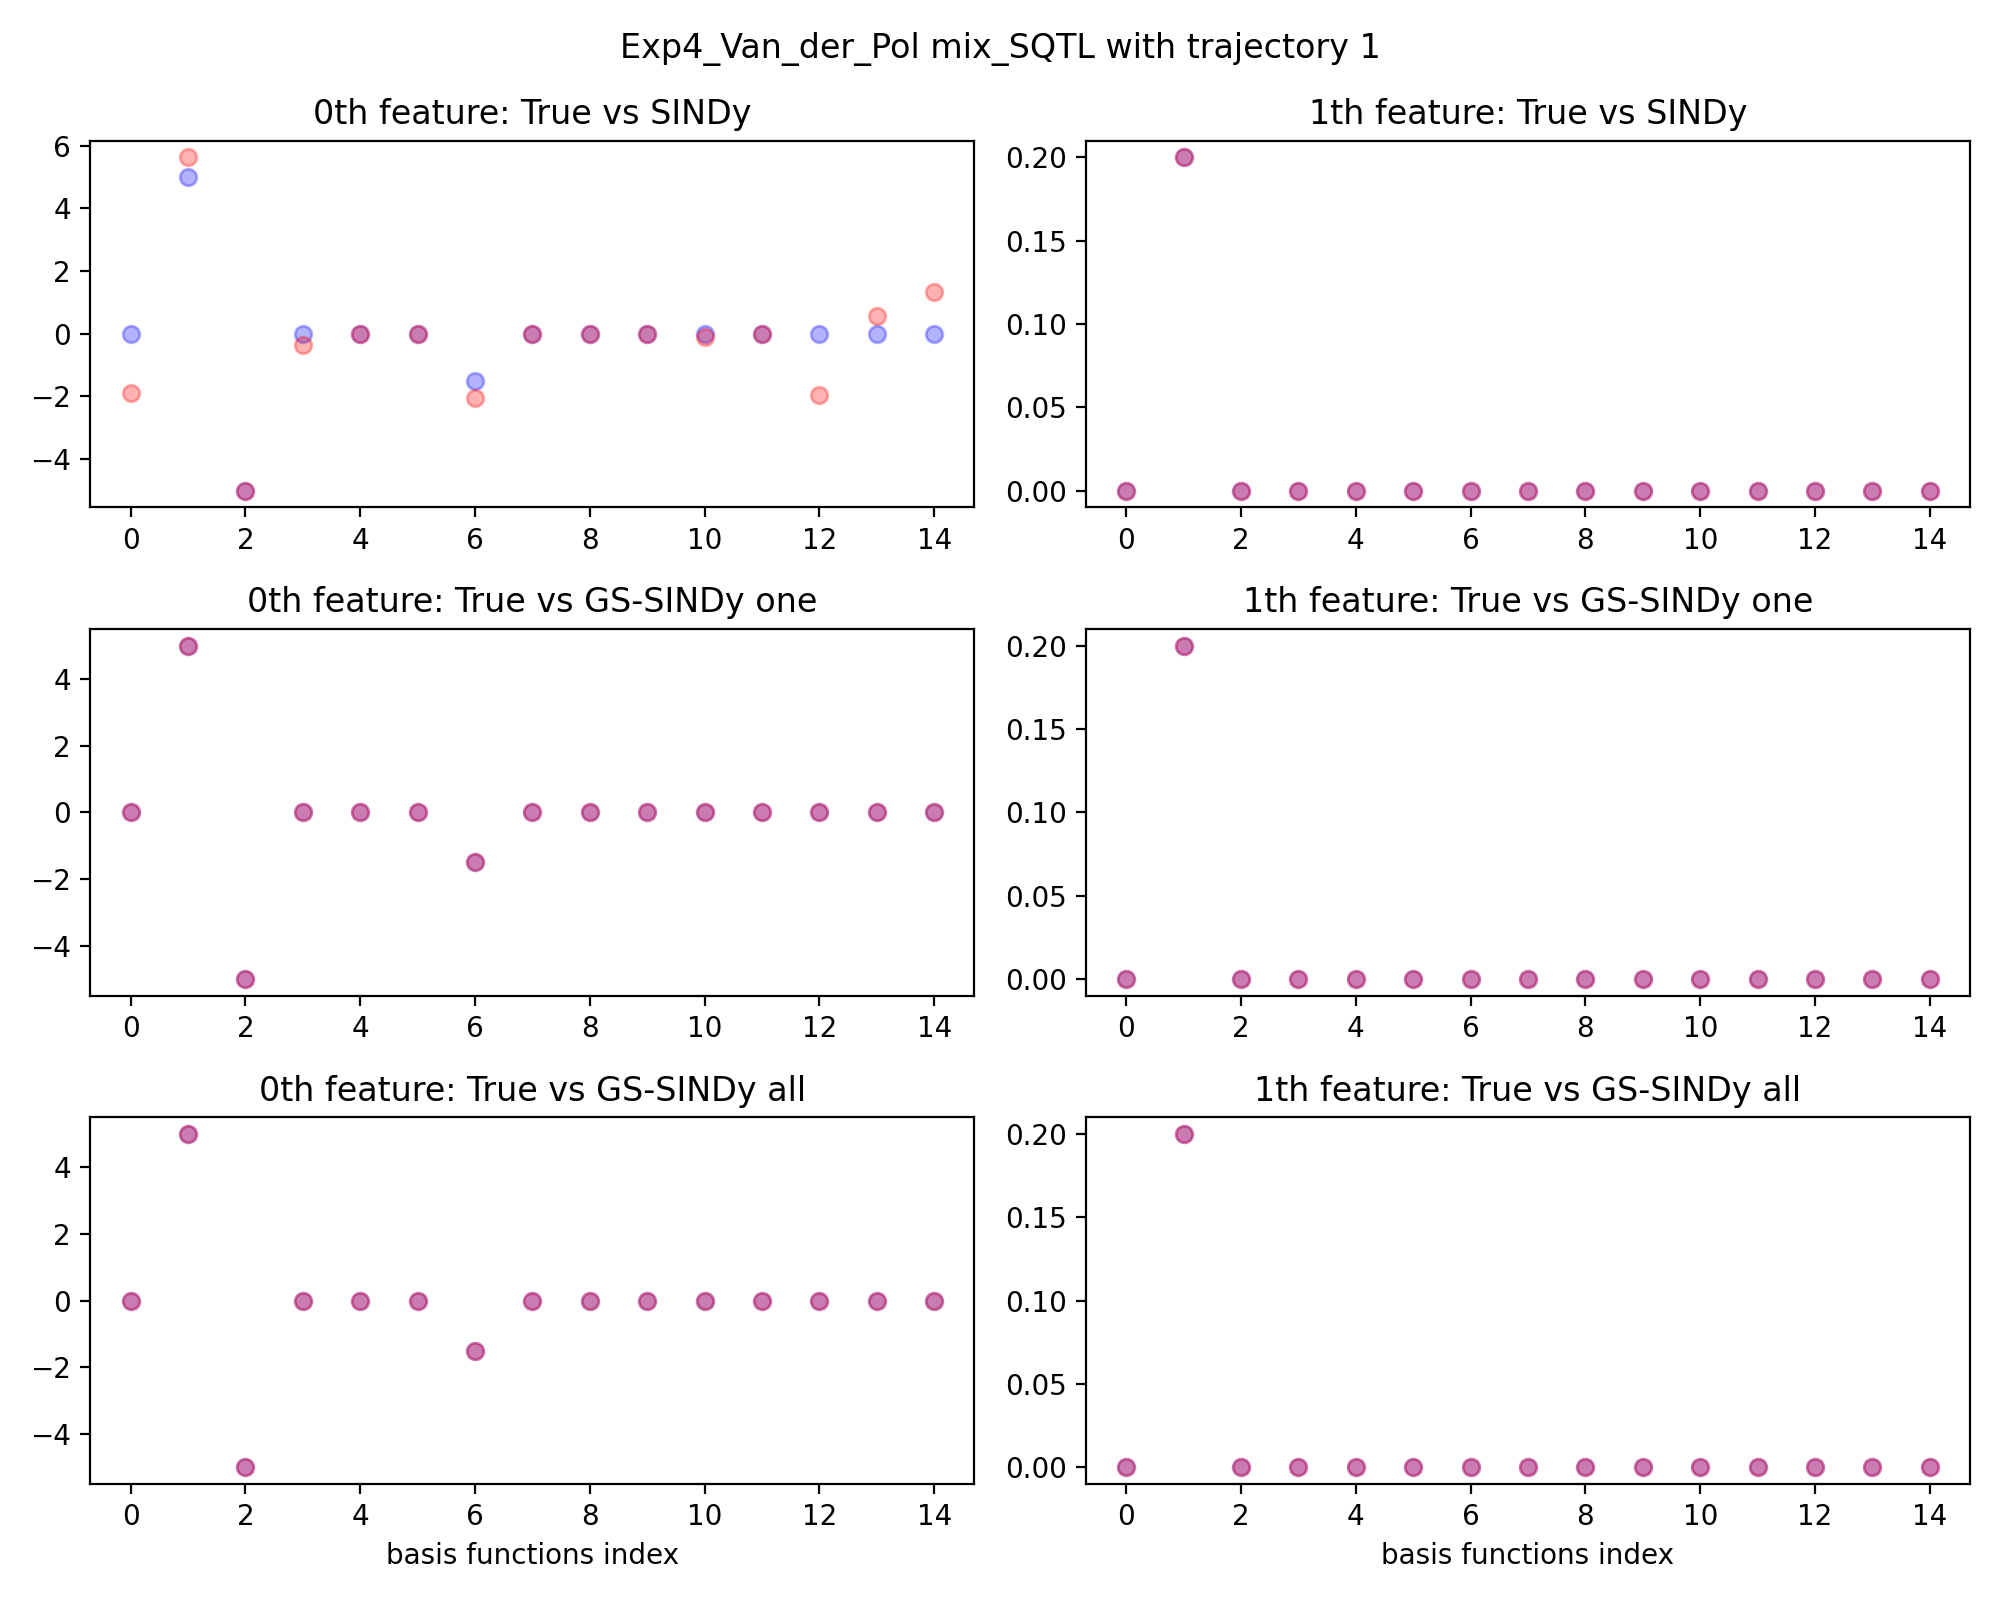 Exp4_Van_der_Pol mix_SQTL with trajectory 1
0th feature: True vs SINDy
6
4
2
0
−2
−4
0 2 4 6 8 10 12 14
1th feature: True vs SINDy
0.20
0.15
0.10
0.05
0.00
0 2 4 6 8 10 12 14
0th feature: True vs GS-SINDy one
4
2
0
−2
−4
0 2 4 6 8 10 12 14
1th feature: True vs GS-SINDy one
0.20
0.15
0.10
0.05
0.00
0 2 4 6 8 10 12 14
0th feature: True vs GS-SINDy all
4
2
0
−2
−4
0 2 4 6 8 10 12 14
basis functions index
1th feature: True vs GS-SINDy all
0.20
0.15
0.10
0.05
0.00
0 2 4 6 8 10 12 14
basis functions index